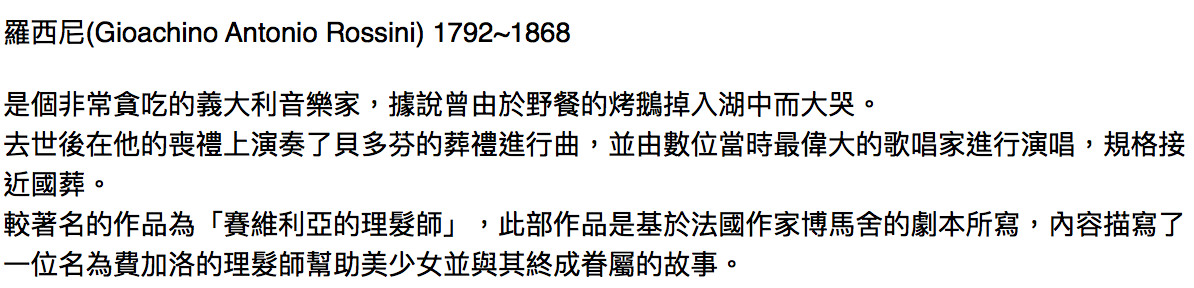 羅西尼(Gioachino Antonio Rossini) 1792~1868
是個非常貪吃的義大利音樂家，據說曾由於野餐的烤鵝掉入湖中而大哭。
去世後在他的喪禮上演奏了貝多芬的葬禮進行曲，並由數位當時最偉大的歌唱家進行演唱，規格接
近國葬。
較著名的作品為「賽維利亞的理髮師」，此部作品是基於法國作家博馬舍的劇本所寫，內容描寫了
一位名為費加洛的理髮師幫助美少女並與其終成眷屬的故事。